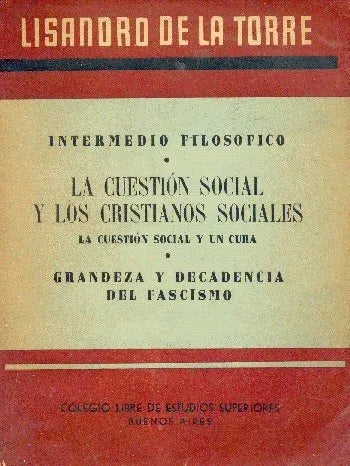 LISANDRO DE LA TORRE
INTERMEDIO FILOSOFICO
•
LA CUESTIÓN SOCIAL
Y LOS CRISTIANOS SOCIALES
LA CUESTIÓN SOCIAL Y UN CURA
•
GRANDEZA Y DECADENCIA
DEL FASCISMO
COLEGIO LIBRE DE ESTUDIOS SUPERIORES
BUENOS AIRES